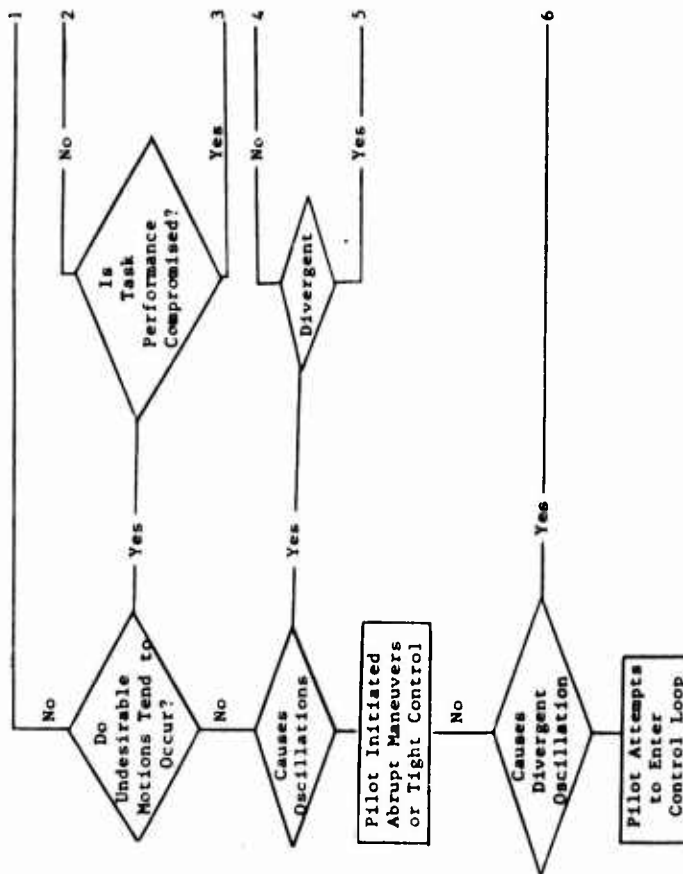 1
No
Do
Undesirable
Motions Tend to
Occur?
Yes
Is
Task
Performance
Compromised?
No
2
Yes
3
No
Causes
Oscillations
Yes
Divergent
No
4
Yes
5
Pilot Initiated
Abrupt Maneuvers
or Tight Control
No
Causes
Divergent
Oscillation
Yes
6
Pilot Attempts
to Enter
Control Loop